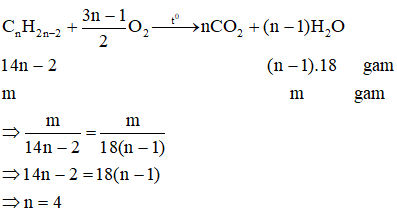 CₙH₂ₙ₋₂ + (3n − 1)/2 O₂ —t⁰→ nCO₂ + (n − 1)H₂O
14n − 2 (n − 1).18 gam
m m gam
⇒ m/(14n − 2) = m/(18(n − 1))
⇒ 14n − 2 = 18(n − 1)
⇒ n = 4